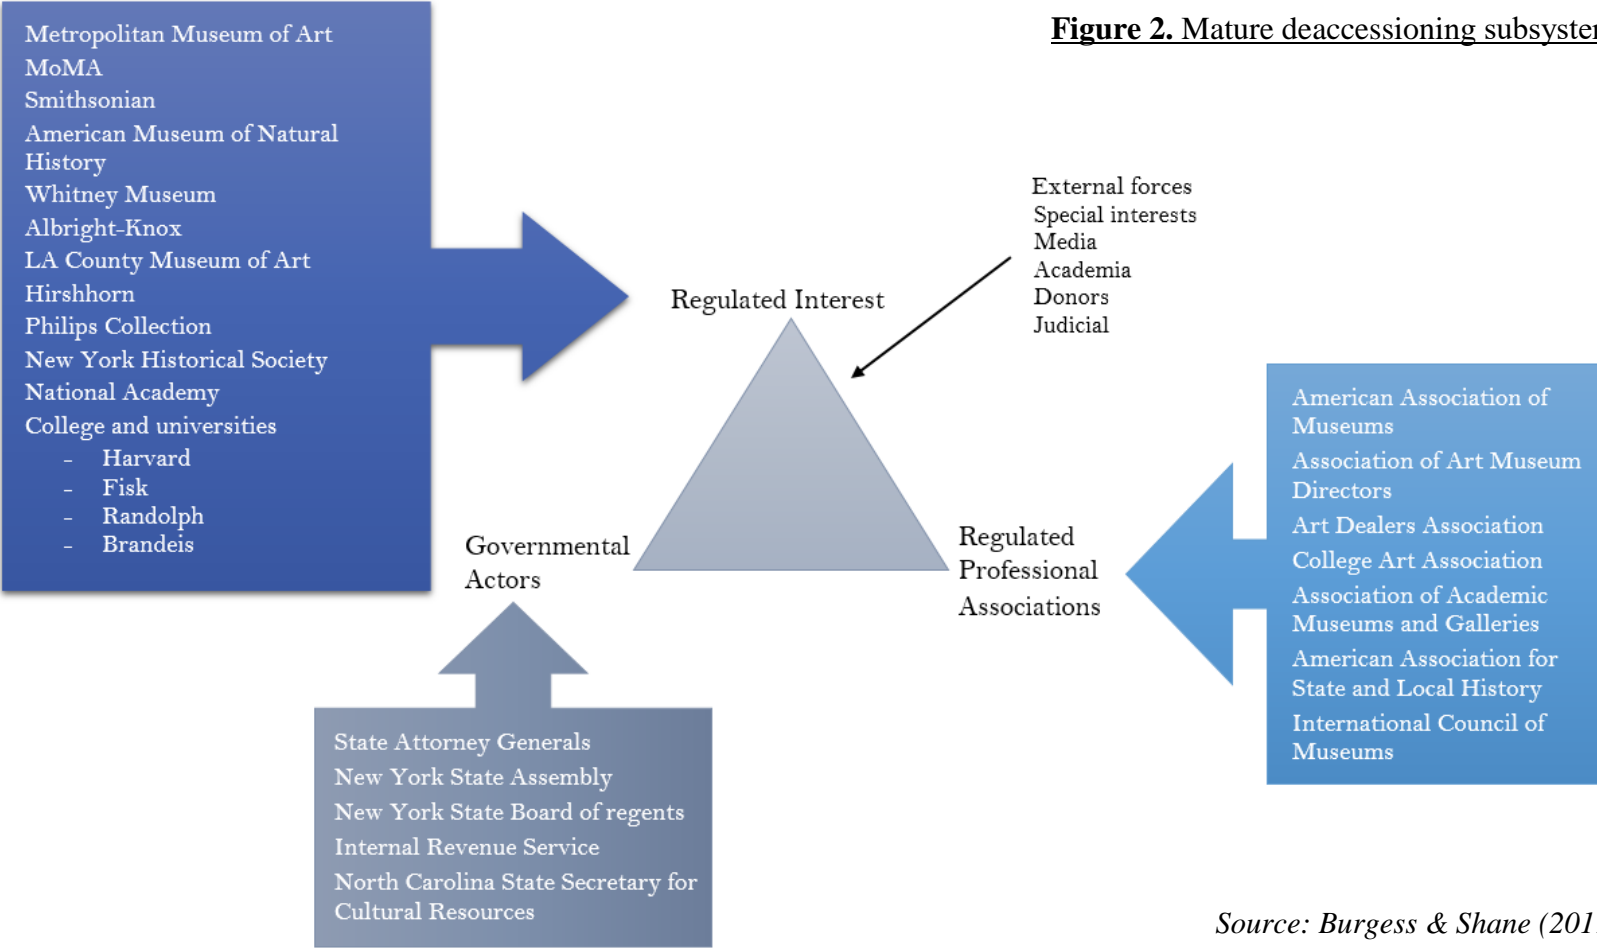 Figure 2. Mature deaccessioning subsystem
Metropolitan Museum of Art
MoMA
Smithsonian
American Museum of Natural
History
Whitney Museum
Albright-Knox
LA County Museum of Art
Hirshhorn
Philips Collection
New York Historical Society
National Academy
College and universities
- Harvard
- Fisk
- Randolph
- Brandeis
External forces
Special interests
Media
Academia
Donors
Judicial
Regulated Interest
Governmental
Actors
Regulated
Professional
Associations
American Association of
Museums
Association of Art Museum
Directors
Art Dealers Association
College Art Association
Association of Academic
Museums and Galleries
American Association for
State and Local History
International Council of
Museums
State Attorney Generals
New York State Assembly
New York State Board of regents
Internal Revenue Service
North Carolina State Secretary for
Cultural Resources
Source: Burgess & Shane (201